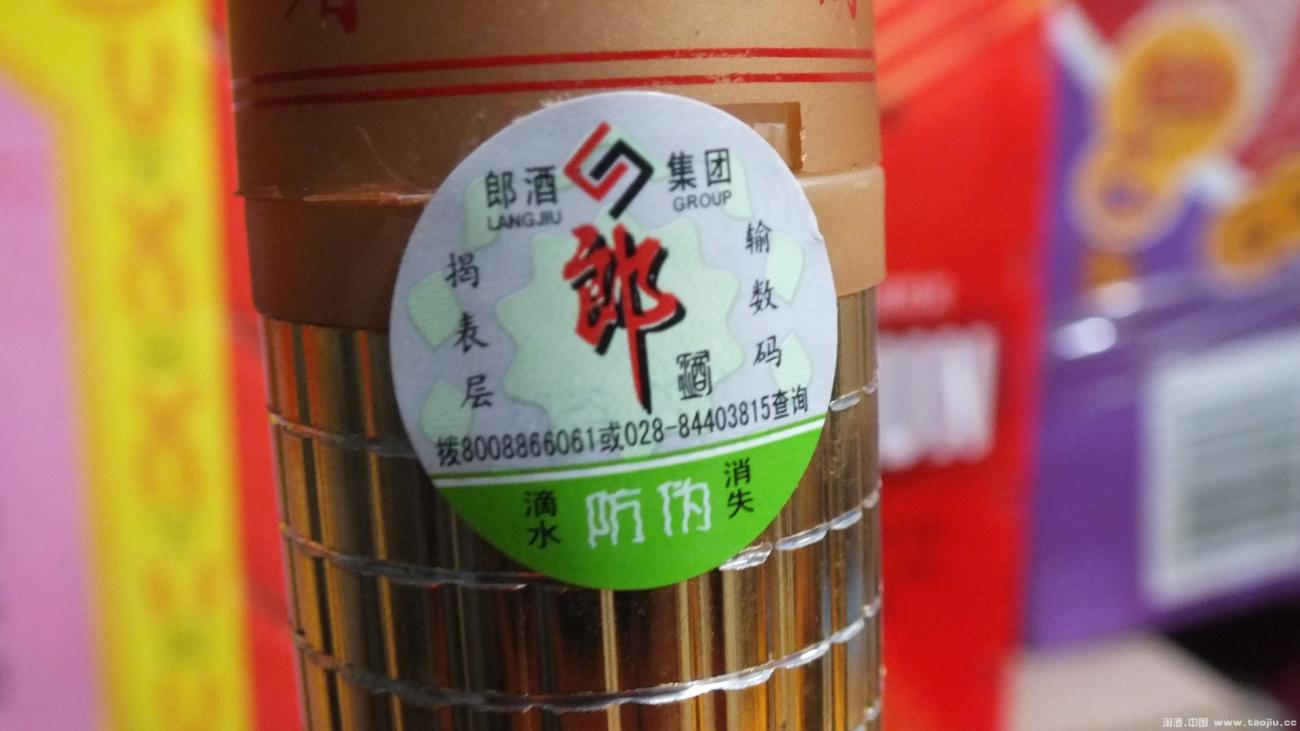 郎酒 集团
LANGJIU GROUP
揭表层
郎
酒
输数码
拨8008866061或028-84403815查询
滴水
防伪
消失
淘酒.中国 www.taojiu.cc